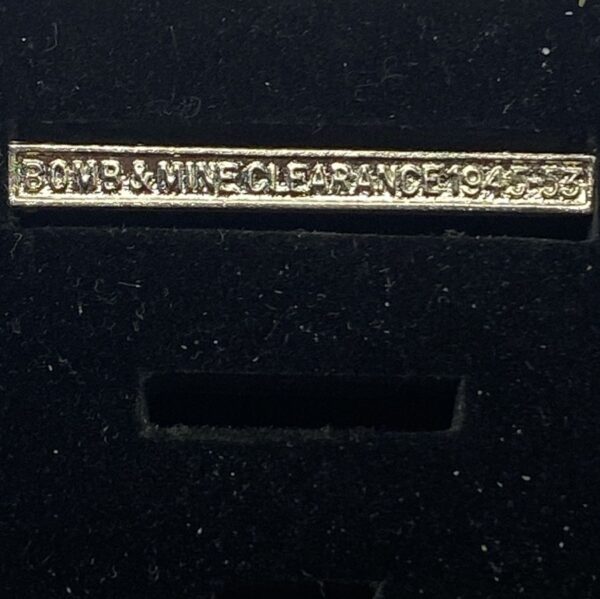 BOMB & MINE CLEARANCE 1945-53